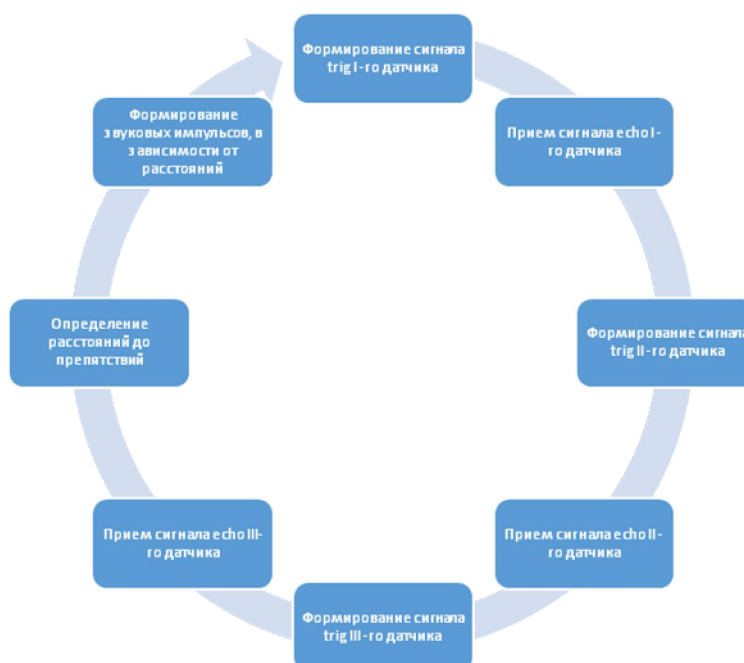 Формирование сигнала
trig I-го датчика
Прием сигнала echo I-
го датчика
Формирование сигнала
trig II-го датчика
Прием сигнала echo II-
го датчика
Формирование сигнала
trig III-го датчика
Прием сигнала echo III-
го датчика
Определение
расстояний до
препятствий
Формирование
звуковых импульсов, в
зависимости от
расстояний